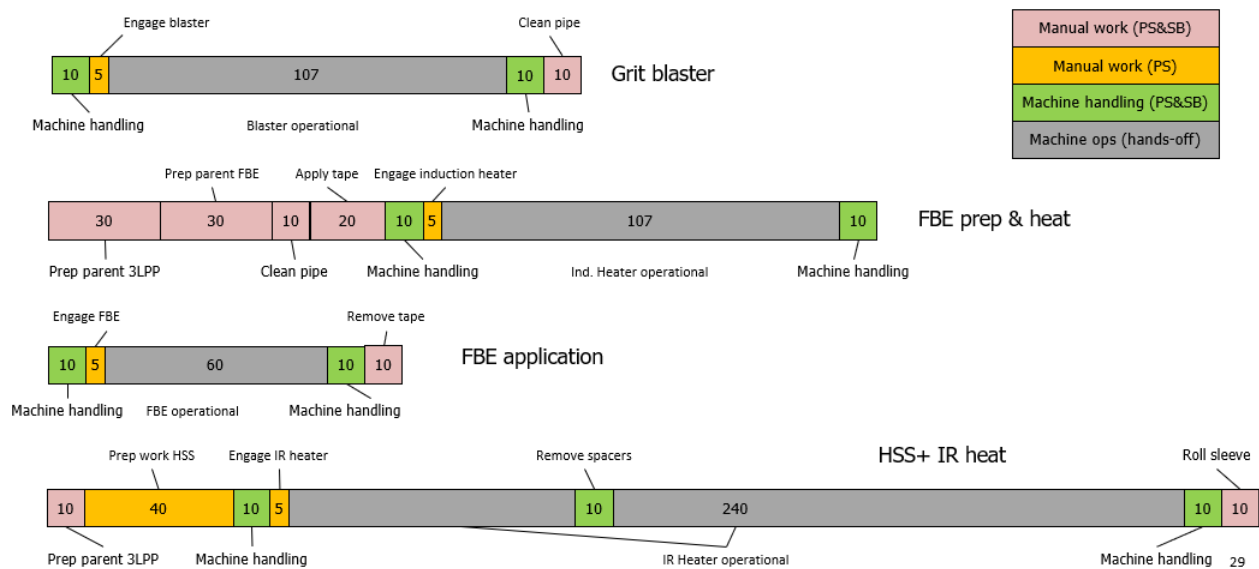 Engage blaster
Clean pipe
10 5 107 10 10
Grit blaster
Machine handling
Blaster operational
Machine handling
Manual work (PS&SB)
Manual work (PS)
Machine handling (PS&SB)
Machine ops (hands-off)
Prep parent FBE
Apply tape
Engage induction heater
30 30 10 20 10 5 107 10
FBE prep & heat
Prep parent 3LPP
Clean pipe
Machine handling
Ind. Heater operational
Machine handling
Engage FBE
Remove tape
10 5 60 10 10
FBE application
Machine handling
FBE operational
Machine handling
HSS+ IR heat
Prep work HSS
Engage IR heater
Remove spacers
Roll sleeve
10 40 10 5 10 240 10 10
Prep parent 3LPP
Machine handling
IR Heater operational
Machine handling
29